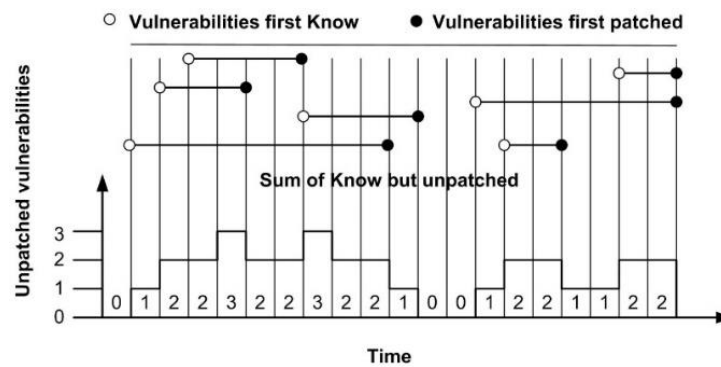 Vulnerabilities first Know Vulnerabilities first patched
Unpatched vulnerabilities
Sum of Know but unpatched
3
2
1
0
0 1 2 2 3 2 2 3 2 2 1 0 0 1 2 2 1 1 2 2
Time